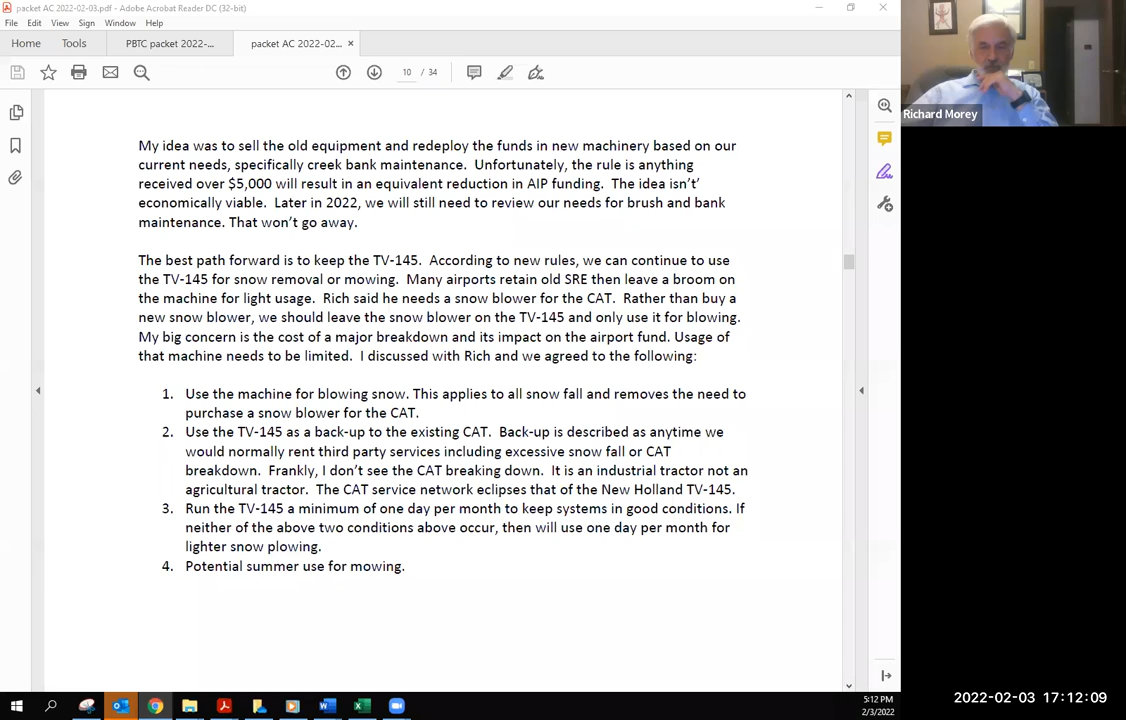 packet AC 2022-02-03.pdf - Adobe Acrobat Reader DC (32-bit)
File Edit View Sign Window Help
Home Tools PBTC packet 2022-... packet AC 2022-02... ×
10 / 34
Richard Morey
My idea was to sell the old equipment and redeploy the funds in new machinery based on our
current needs, specifically creek bank maintenance. Unfortunately, the rule is anything
received over $5,000 will result in an equivalent reduction in AIP funding. The idea isn't'
economically viable. Later in 2022, we will still need to review our needs for brush and bank
maintenance. That won't go away.
The best path forward is to keep the TV-145. According to new rules, we can continue to use
the TV-145 for snow removal or mowing. Many airports retain old SRE then leave a broom on
the machine for light usage. Rich said he needs a snow blower for the CAT. Rather than buy a
new snow blower, we should leave the snow blower on the TV-145 and only use it for blowing.
My big concern is the cost of a major breakdown and its impact on the airport fund. Usage of
that machine needs to be limited. I discussed with Rich and we agreed to the following:
1. Use the machine for blowing snow. This applies to all snow fall and removes the need to
purchase a snow blower for the CAT.
2. Use the TV-145 as a back-up to the existing CAT. Back-up is described as anytime we
would normally rent third party services including excessive snow fall or CAT
breakdown. Frankly, I don't see the CAT breaking down. It is an industrial tractor not an
agricultural tractor. The CAT service network eclipses that of the New Holland TV-145.
3. Run the TV-145 a minimum of one day per month to keep systems in good conditions. If
neither of the above two conditions above occur, then will use one day per month for
lighter snow plowing.
4. Potential summer use for mowing.
5:12 PM
2/3/2022
2022-02-03 17:12:09